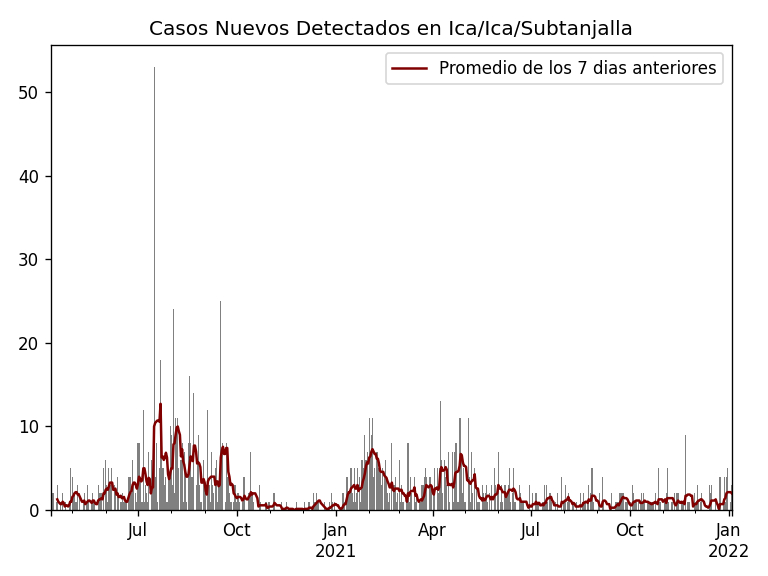 Casos Nuevos Detectados en Ica/Ica/Subtanjalla
Promedio de los 7 dias anteriores
50
40
30
20
10
0
Jul
Oct
Jan
2021
Apr
Jul
Oct
Jan
2022